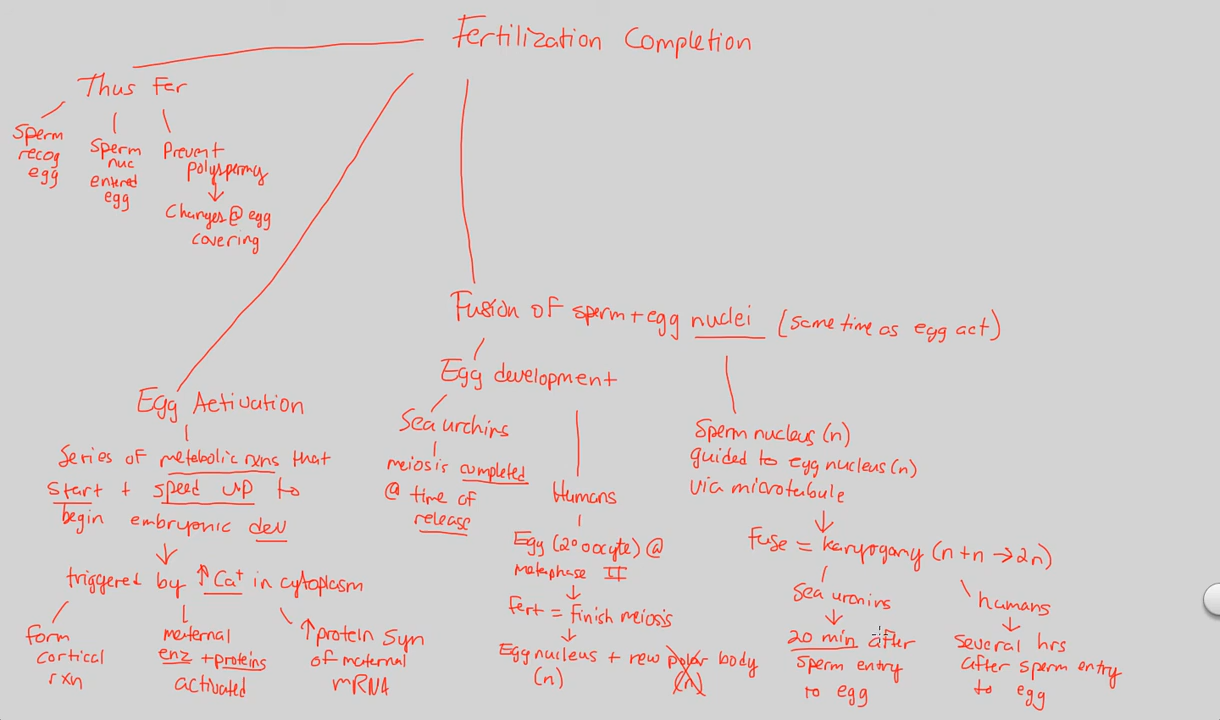 Fertilization Completion
Thus Far
Sperm
recog
egg
Sperm
nuc
entered
egg
Prevent
polyspermy
↓
Changes @ egg
covering
Egg Activation
Series of metabolic rxns that
start + speed up to
begin embryonic dev
↓
triggered by ↑ Ca⁺ in cytoplasm
form
cortical
rxn
maternal
enz + proteins
activated
↑ protein syn
of maternal
mRNA
Fusion of sperm + egg nuclei (same time as egg act)
Egg development
Sea urchins
meiosis completed
@ time of
release
Humans
Egg (2° oocyte) @
metaphase II
↓
Fert = finish meiosis
↓
Egg nucleus + new polar body
(n) (n)
Sperm nucleus (n)
guided to egg nucleus (n)
via microtubule
↓
Fuse = karyogamy (n + n → 2n)
Sea urchins
↓
20 min after
sperm entry
to egg
humans
↓
several hrs
after sperm entry
to egg